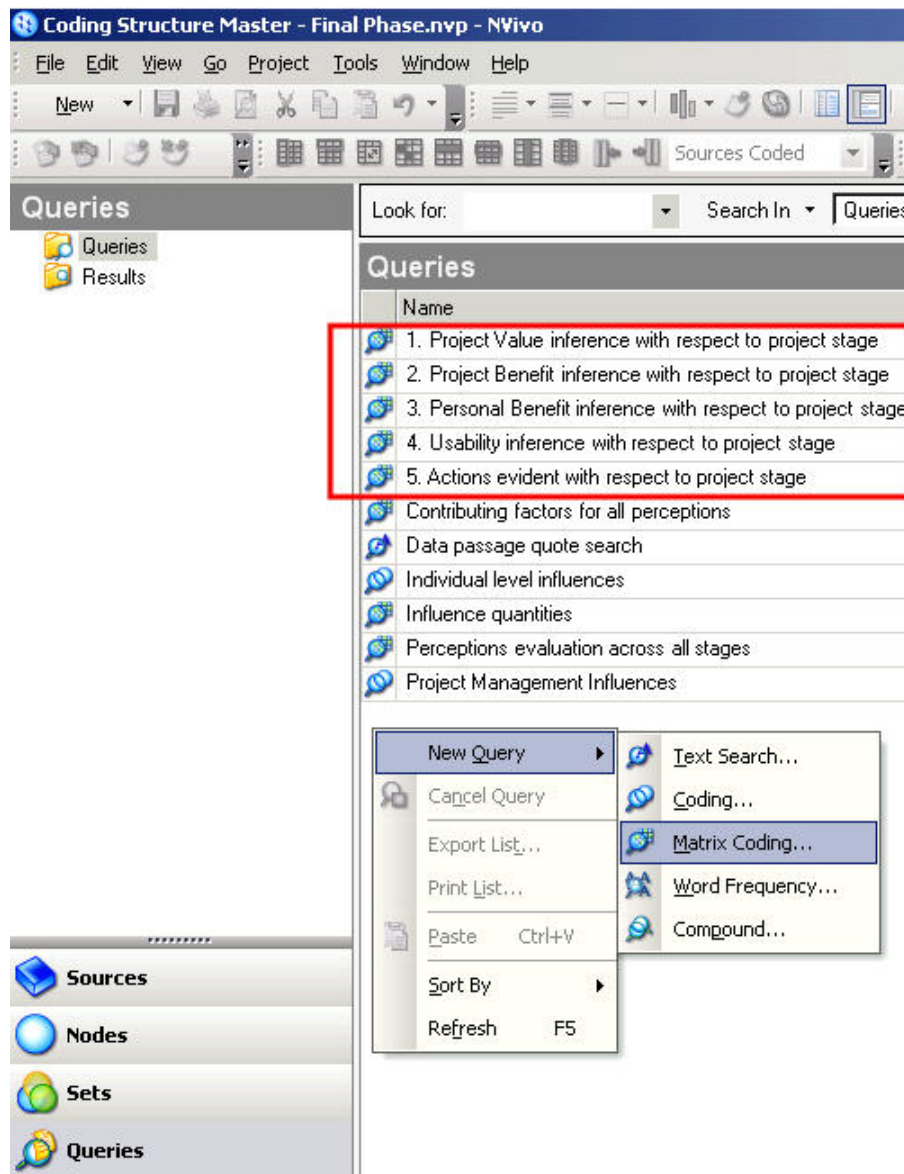 Coding Structure Master - Final Phase.nvp - NVivo
File Edit View Go Project Tools Window Help
New
Sources Coded
Queries
Queries
Results
Look for: Search In Queries
Queries
Name
1. Project Value inference with respect to project stage
2. Project Benefit inference with respect to project stage
3. Personal Benefit inference with respect to project stage
4. Usability inference with respect to project stage
5. Actions evident with respect to project stage
Contributing factors for all perceptions
Data passage quote search
Individual level influences
Influence quantities
Perceptions evaluation across all stages
Project Management Influences
New Query
Cancel Query
Export List...
Print List...
Paste Ctrl+V
Sort By
Refresh F5
Text Search...
Coding...
Matrix Coding...
Word Frequency...
Compound...
Sources
Nodes
Sets
Queries